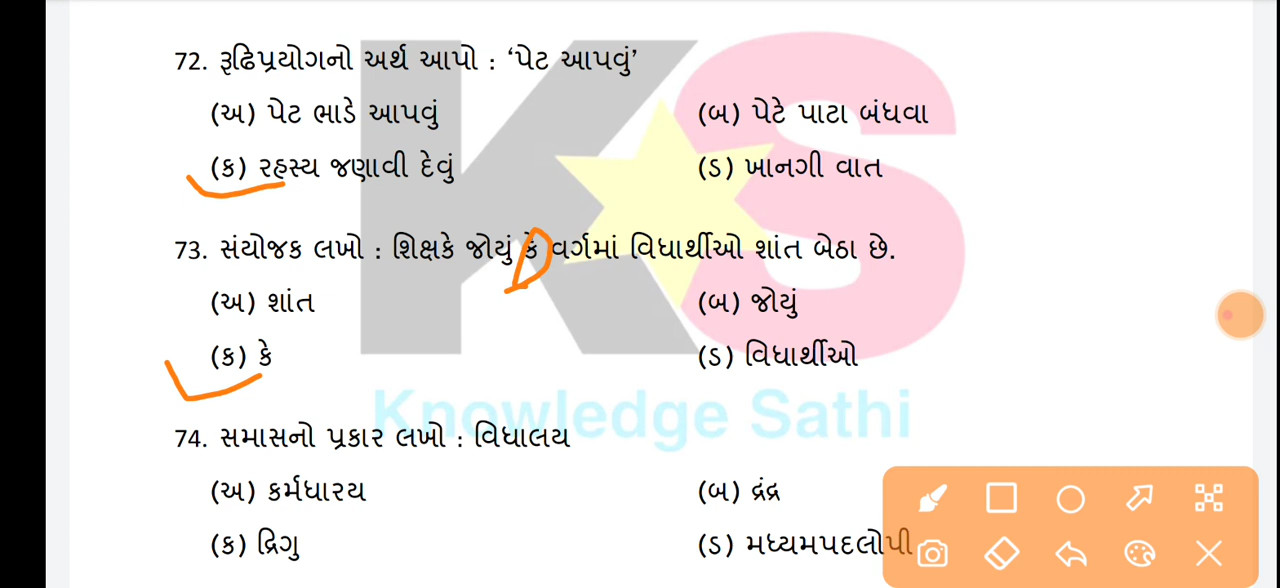 72. રૂઢિપ્રયોગનો અર્થ આપો : ‘પેટ આપવું’
(અ) પેટ ભાડે આપવું (બ) પેટે પાટા બંધવા
(ક) રહસ્ય જણાવી દેવું (ડ) ખાનગી વાત
73. સંયોજક લખો : શિક્ષકે જોયું કે વર્ગમાં વિધાર્થીઓ શાંત બેઠા છે.
(અ) શાંત (બ) જોયું
(ક) કે (ડ) વિધાર્થીઓ
KS
Knowledge Sathi
74. સમાસનો પ્રકાર લખો : વિધાલય
(અ) કર્મધારય (બ) દ્રંદ્ર
(ક) દ્રિગુ (ડ) મધ્યમપદલોપી